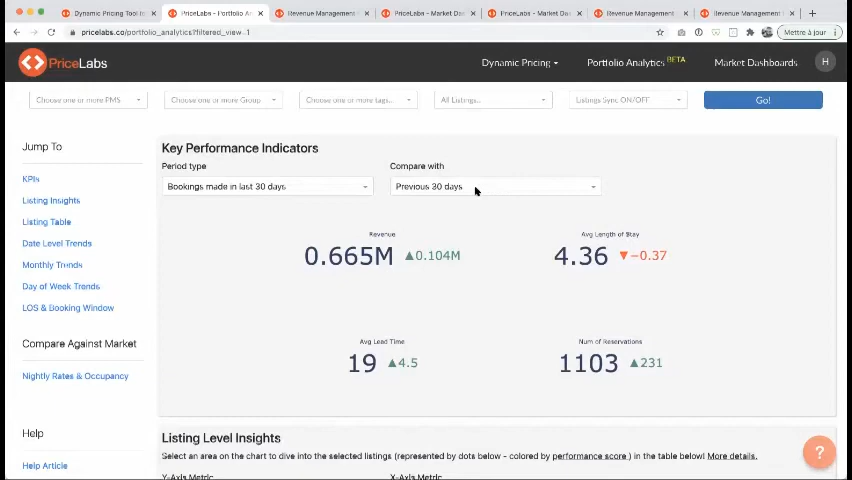 Dynamic Pricing Tool fo
PriceLabs - Portfolio An
Revenue Management F
PriceLabs - Market Das
PriceLabs - Market Das
Revenue Management
Revenue Management
pricelabs.co/portfolio_analytics?filtered_view=1
Mettre à jour
PriceLabs
Dynamic Pricing
Portfolio Analytics BETA
Market Dashboards
H
Choose one or more PMS
Choose one or more Group
Choose one or more tags...
All Listings...
Listings Sync ON/OFF
Go!
Jump To
KPIs
Listing Insights
Listing Table
Date Level Trends
Monthly Trends
Day of Week Trends
LOS & Booking Window
Compare Against Market
Nightly Rates & Occupancy
Help
Help Article
Key Performance Indicators
Period type
Compare with
Bookings made in last 30 days
Previous 30 days
Revenue
0.665M ▲0.104M
Avg Length of Stay
4.36 ▼−0.37
Avg Lead Time
19 ▲4.5
Num of Reservations
1103 ▲231
Listing Level Insights
Select an area on the chart to dive into the selected listings (represented by dots below - colored by performance score ) in the table below! More details.
Y-Axis Metric
X-Axis Metric
?